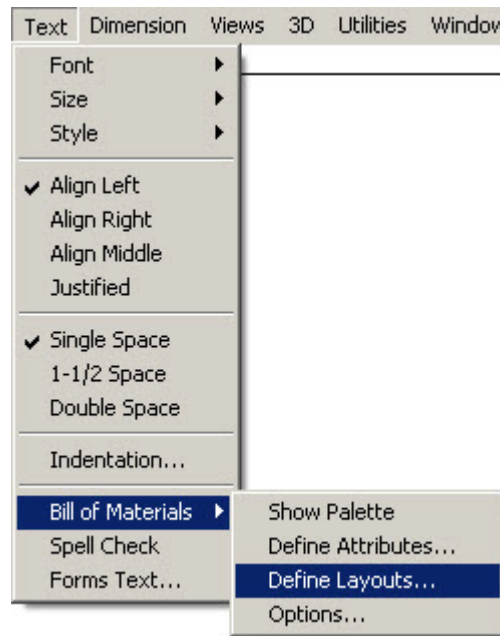 Text Dimension Views 3D Utilities Window
Font
Size
Style
Align Left
Align Right
Align Middle
Justified
Single Space
1-1/2 Space
Double Space
Indentation...
Bill of Materials
Show Palette
Spell Check
Define Attributes...
Forms Text...
Define Layouts...
Options...